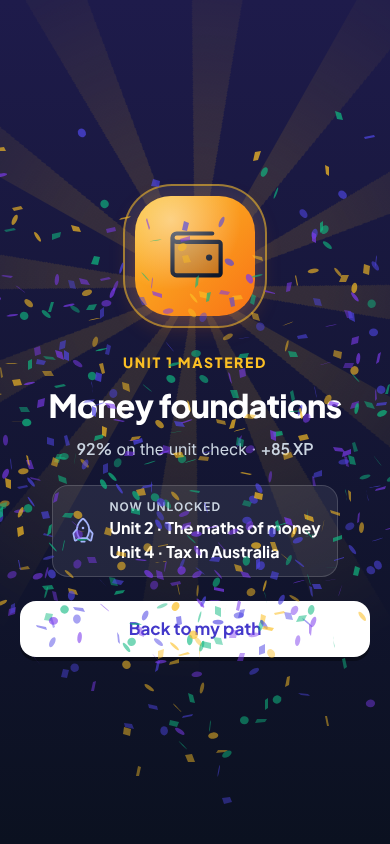 UNIT 1 MASTERED
Money foundations
92% on the unit check · +85 XP
NOW UNLOCKED
Unit 2 · The maths of money
Unit 4 · Tax in Australia
Back to my path